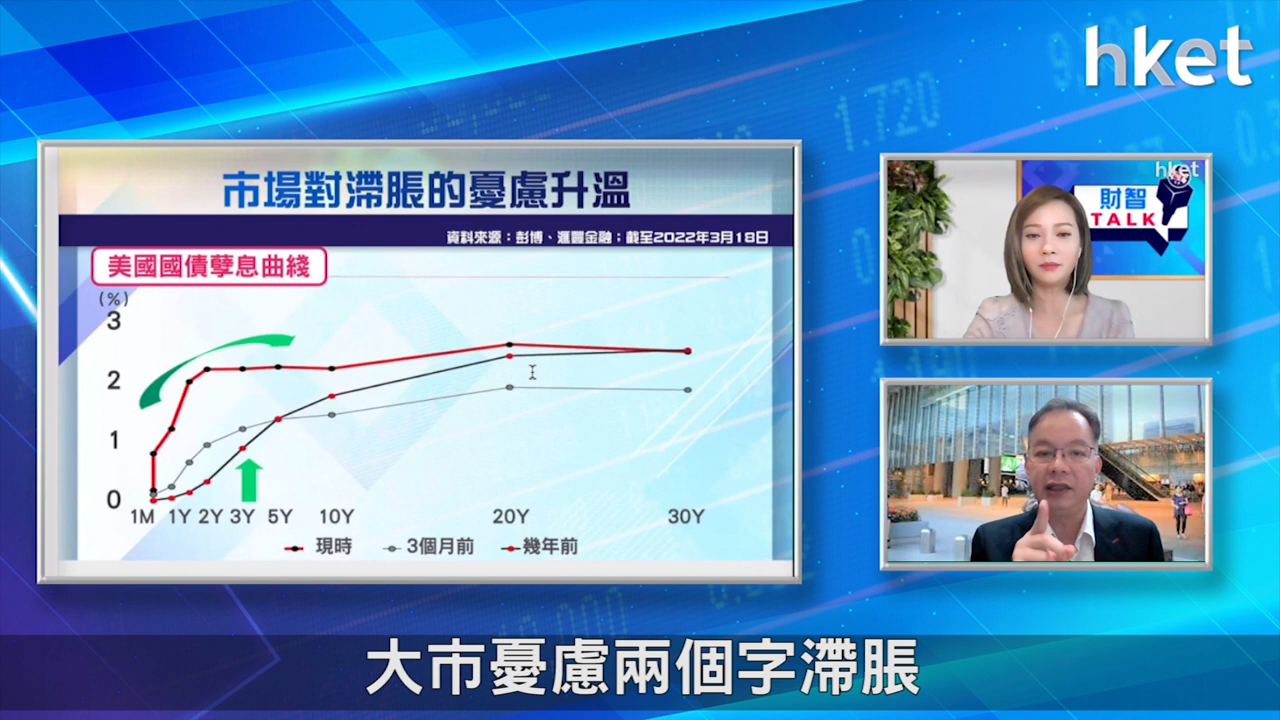 hket
市場對滯脹的憂慮升溫
資料來源：彭博、滙豐金融；截至2022年3月18日
美國國債孽息曲綫
(%)
3
2
1
0
1M 1Y 2Y 3Y 5Y 10Y 20Y 30Y
現時 3個月前 幾年前
hket
財智
TALK
大市憂慮兩個字滯脹